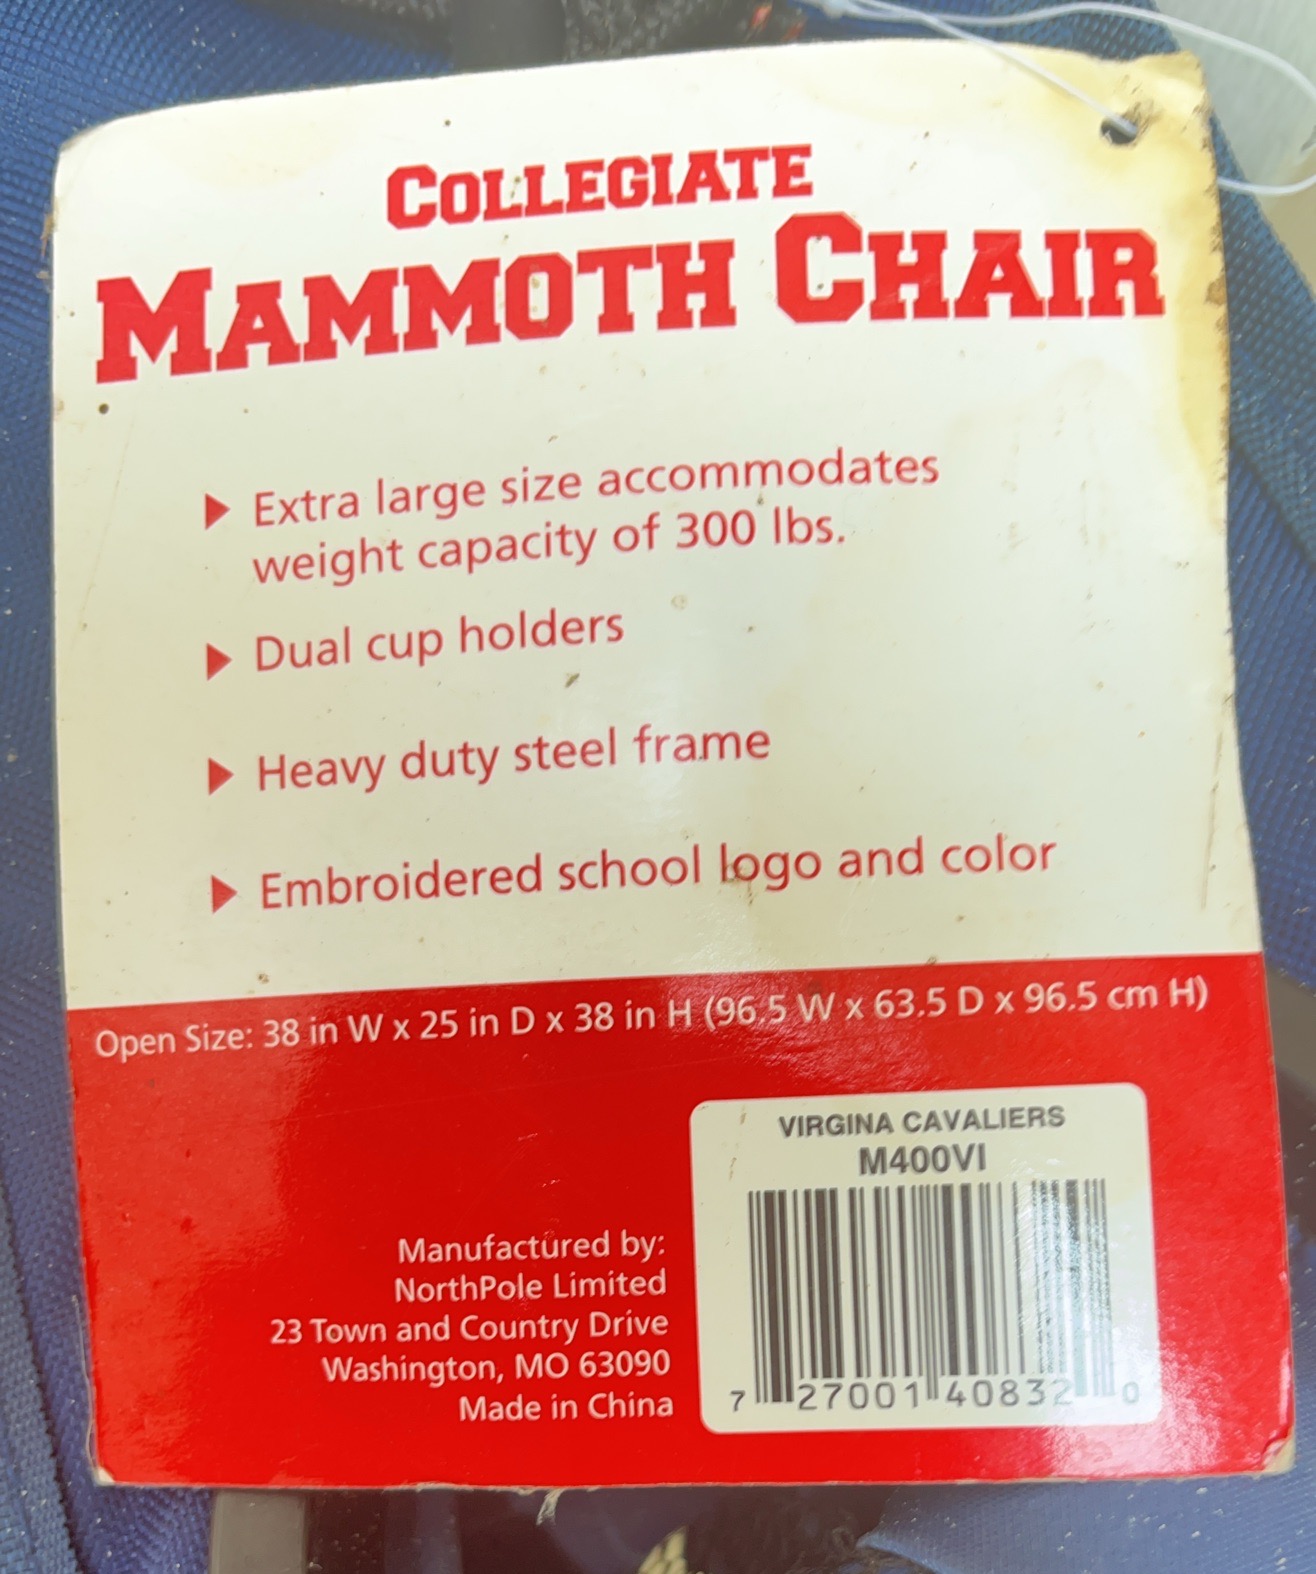 COLLEGIATE
MAMMOTH CHAIR
Extra large size accommodates
weight capacity of 300 lbs.
Dual cup holders
Heavy duty steel frame
Embroidered school logo and color
Open Size: 38 in W x 25 in D x 38 in H (96.5 W x 63.5 D x 96.5 cm H)
VIRGINA CAVALIERS
M400VI
7 27001 40832 0
Manufactured by:
NorthPole Limited
23 Town and Country Drive
Washington, MO 63090
Made in China